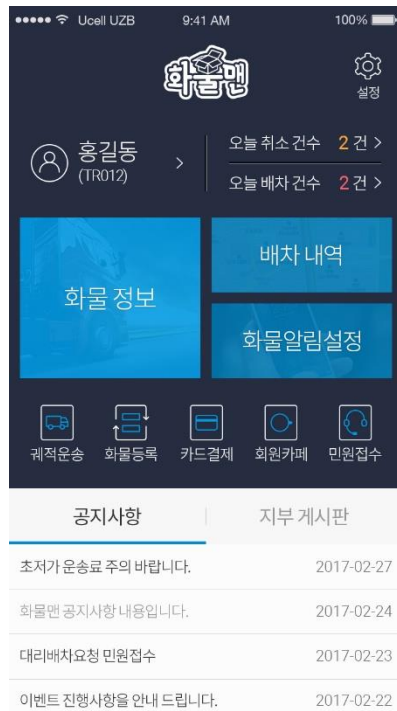 Ucell UZB 9:41 AM 100%
화물맨
설정
홍길동
(TR012)
오늘 취소 건수 2 건 >
오늘 배차 건수 2 건 >
화물 정보
배차 내역
화물알림설정
궤적운송 화물등록 카드결제 회원카페 민원접수
공지사항 지부 게시판
초저가 운송료 주의 바랍니다. 2017-02-27
화물맨 공지사항 내용입니다. 2017-02-24
대리배차요청 민원접수 2017-02-23
이벤트 진행사항을 안내 드립니다. 2017-02-22